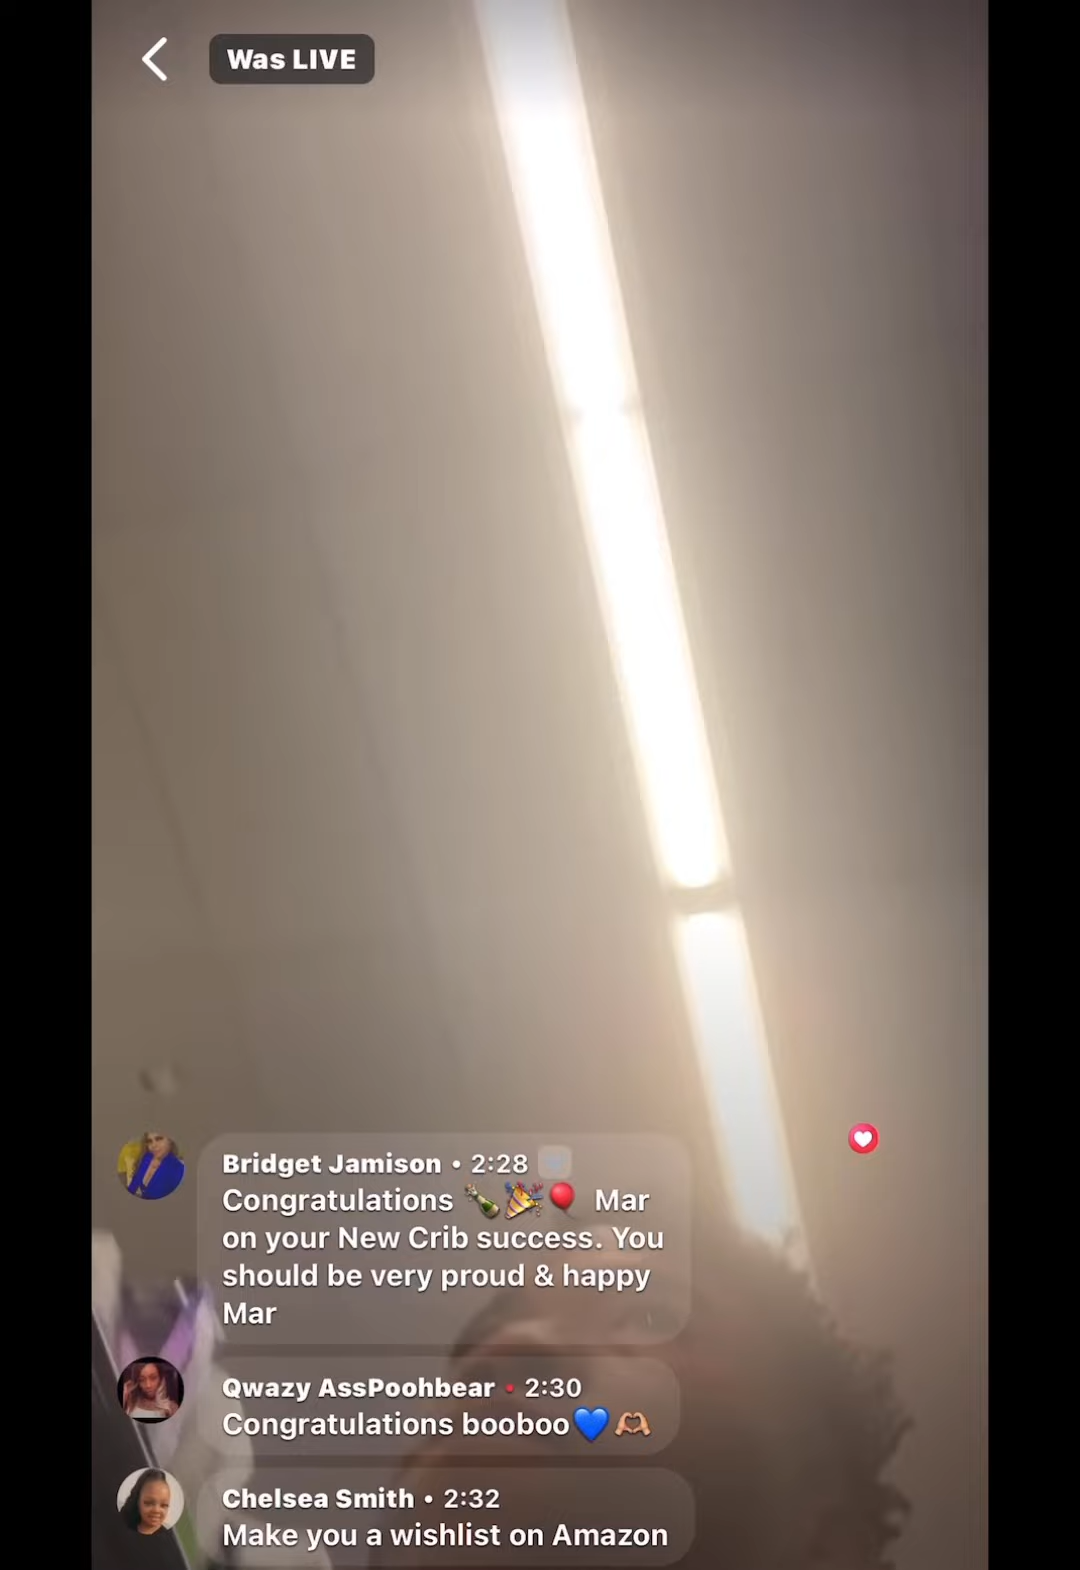 Was LIVE
Bridget Jamison • 2:28
Congratulations 🍾🎉🎈 Mar
on your New Crib success. You
should be very proud & happy
Mar
Qwazy AssPoohbear • 2:30
Congratulations booboo💙🫶🏼
Chelsea Smith • 2:32
Make you a wishlist on Amazon